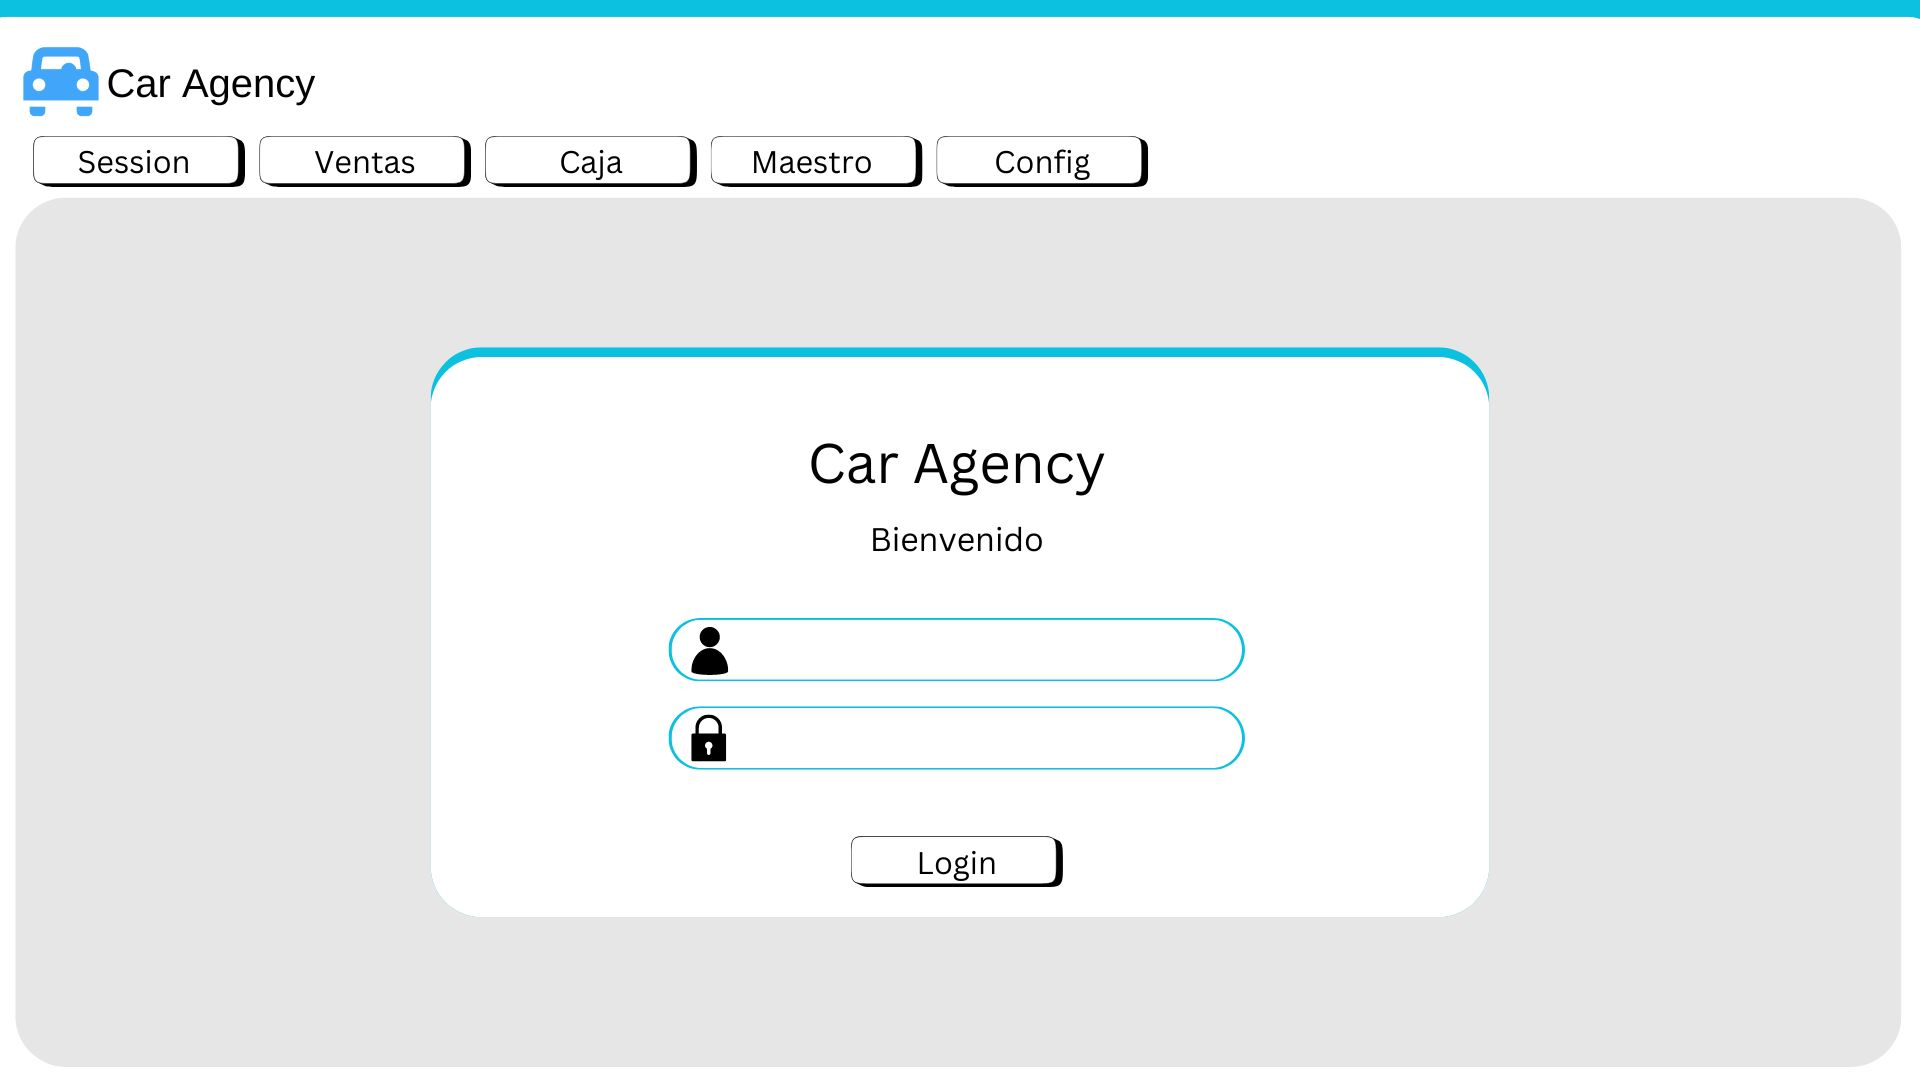 Car Agency
Session Ventas Caja Maestro Config
Car Agency
Bienvenido
Login